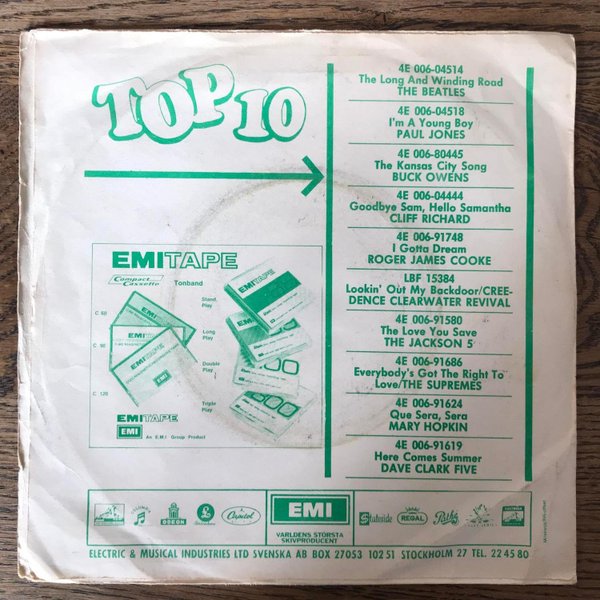 TOP 10
4E 006-04514
The Long And Winding Road
THE BEATLES
4E 006-04518
I'm A Young Boy
PAUL JONES
4E 006-80445
The Kansas City Song
BUCK OWENS
4E 006-04444
Goodbye Sam, Hello Samantha
CLIFF RICHARD
4E 006-91748
I Gotta Dream
ROGER JAMES COOKE
LBF 15384
Lookin' Out My Backdoor/CREE-
DENCE CLEARWATER REVIVAL
4E 006-91580
The Love You Save
THE JACKSON 5
4E 006-91686
Everybody's Got The Right To
Love/THE SUPREMES
4E 006-91624
Que Sera, Sera
MARY HOPKIN
4E 006-91619
Here Comes Summer
DAVE CLARK FIVE
EMITAPE
Compact Cassette
Tonband
Stand. Play
C 60
Long Play
C 90
Double Play
C 120
Triple Play
EMITAPE
EMI An E.M.I Group Product
ODEON
Capitol
EMI
Stateside
REGAL
Pathé
VÄRLDENS STÖRSTA
SKIVPRODUCENT
ELECTRIC & MUSICAL INDUSTRIES LTD SVENSKA AB BOX 27053 102 51 STOCKHOLM 27 TEL. 22 45 80